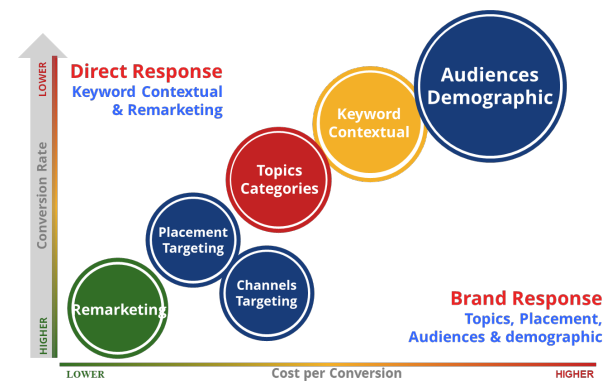 Direct Response
Keyword Contextual
& Remarketing
LOWER
Conversion Rate
HIGHER
Audiences
Demographic
Keyword
Contextual
Topics
Categories
Placement
Targeting
Channels
Targeting
Remarketing
Brand Response
Topics, Placement,
Audiences & demographic
LOWER
Cost per Conversion
HIGHER